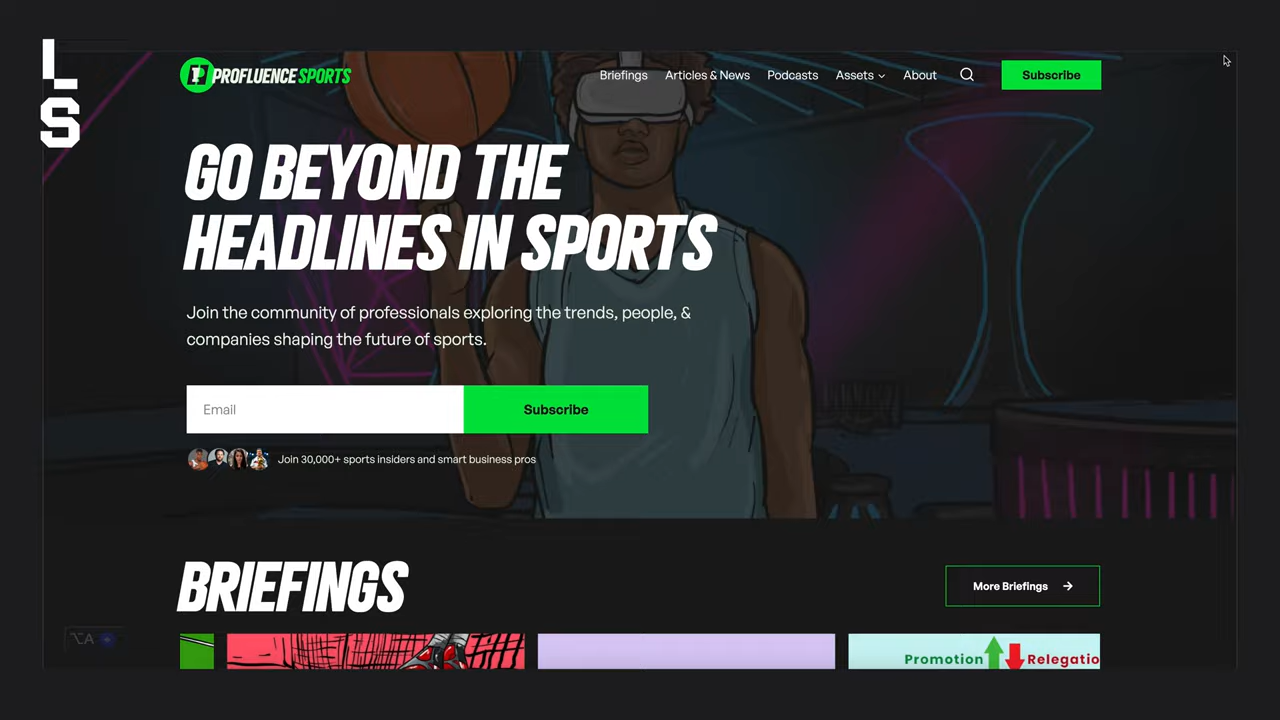 LS
PROFLUENCE SPORTS
Briefings
Articles & News
Podcasts
Assets
About
Subscribe
GO BEYOND THE
HEADLINES IN SPORTS
Join the community of professionals exploring the trends, people, &
companies shaping the future of sports.
Email
Subscribe
Join 30,000+ sports insiders and smart business pros
BRIEFINGS
More Briefings
⌥A
Promotion
Relegatio